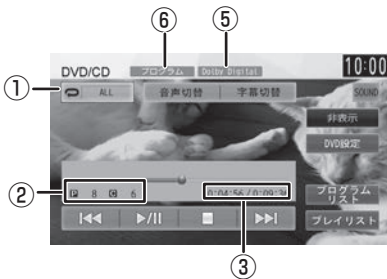 ⑥ ⑤
DVD/CD プログラム Dolby Digital 10:00
① ALL 音声切替 字幕切替 SOUND
非表示
DVD設定
② P 8 C 6 0:04:56/0:09:
プログラム
リスト
プレイリスト
③